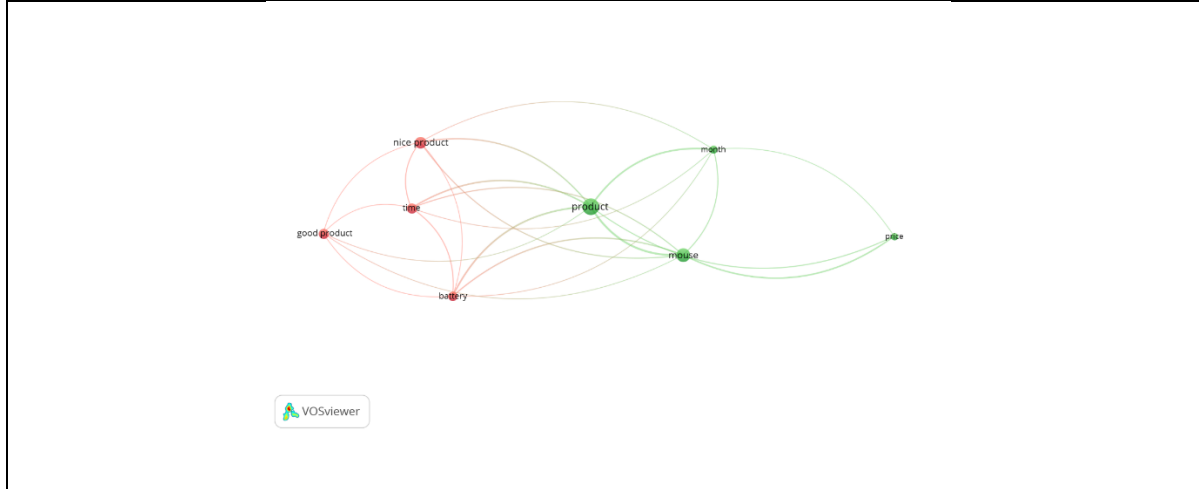 nice product
month
time
product
good product
price
mouse
battery
VOSviewer